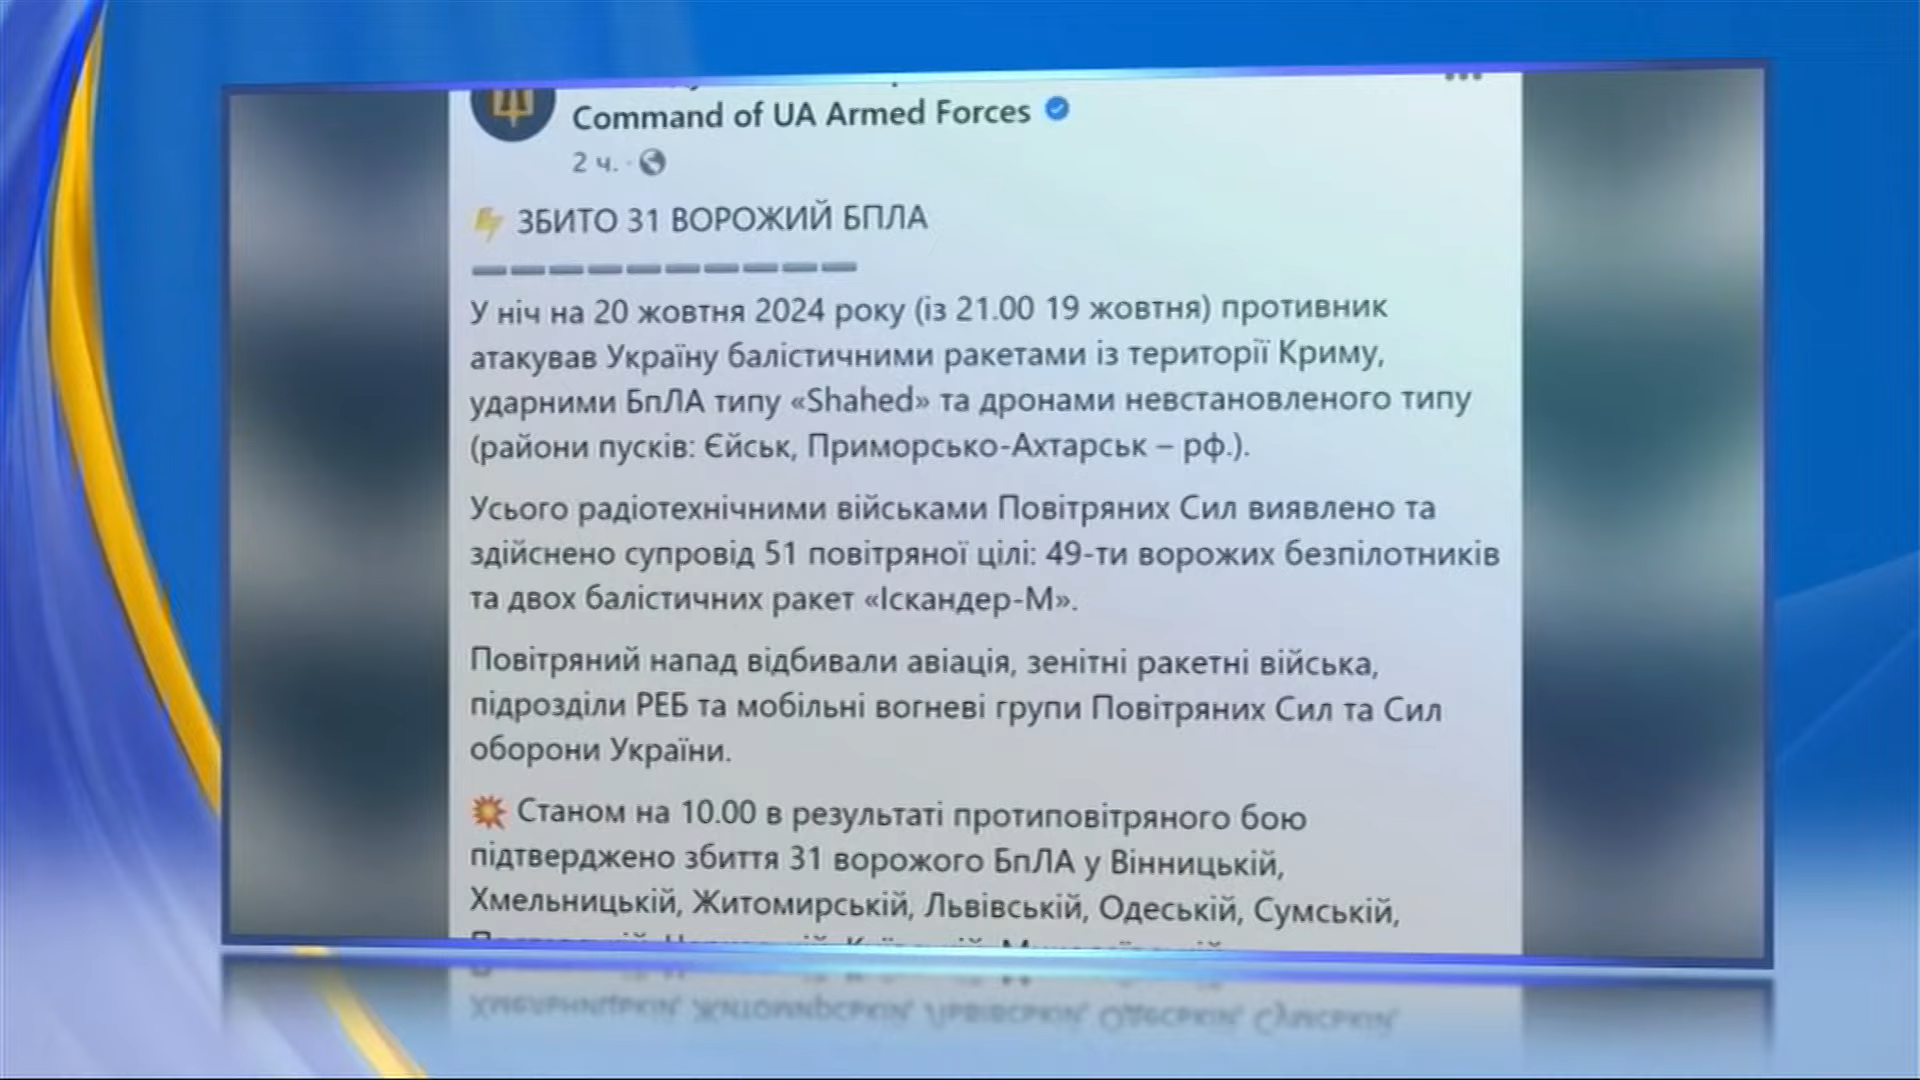 Command of UA Armed Forces
2 ч. ·
ЗБИТО 31 ВОРОЖИЙ БПЛА
У ніч на 20 жовтня 2024 року (із 21.00 19 жовтня) противник
атакував Україну балістичними ракетами із території Криму,
ударними БпЛА типу «Shahed» та дронами невстановленого типу
(райони пусків: Єйськ, Приморсько-Ахтарськ – рф.).
Усього радіотехнічними військами Повітряних Сил виявлено та
здійснено супровід 51 повітряної цілі: 49-ти ворожих безпілотників
та двох балістичних ракет «Іскандер-М».
Повітряний напад відбивали авіація, зенітні ракетні війська,
підрозділи РЕБ та мобільні вогневі групи Повітряних Сил та Сил
оборони України.
Станом на 10.00 в результаті протиповітряного бою
підтверджено збиття 31 ворожого БпЛА у Вінницькій,
Хмельницькій, Житомирській, Львівській, Одеській, Сумській,